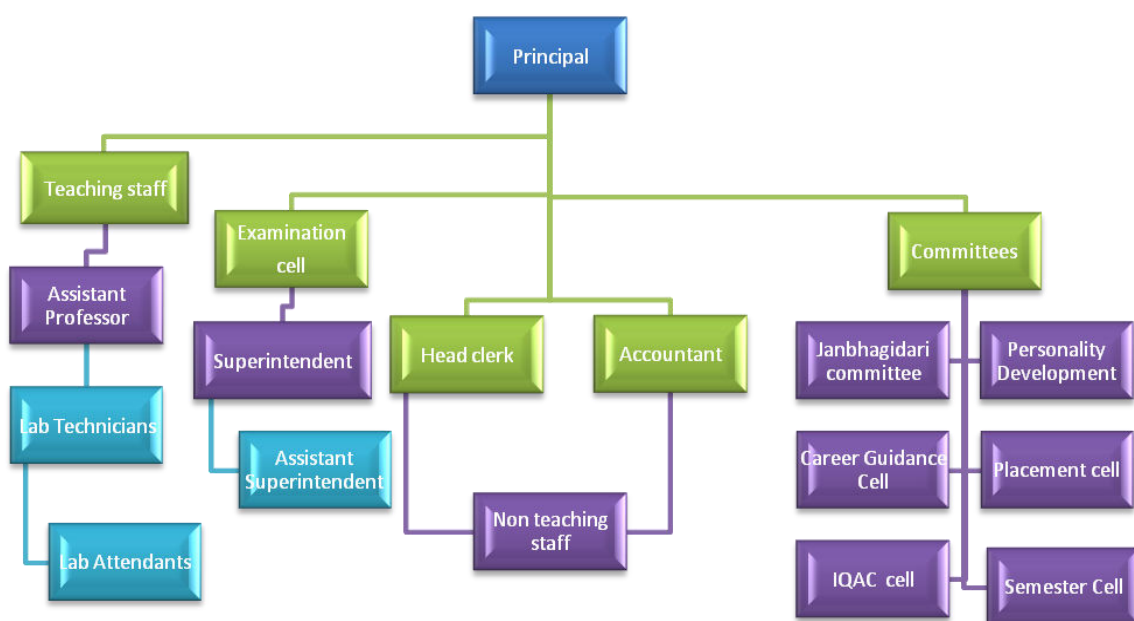 Principal
Teaching staff
Examination
cell
Committees
Assistant
Professor
Superintendent
Head clerk
Accountant
Janbhagidari
committee
Personality
Development
Lab Technicians
Assistant
Superintendent
Career Guidance
Cell
Placement cell
Non teaching
staff
Lab Attendants
IQAC cell
Semester Cell